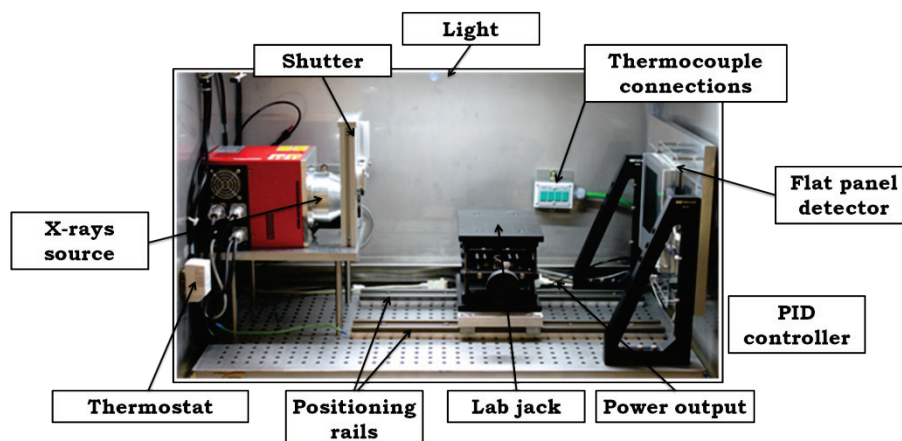 Light
Shutter
Thermocouple
connections
Flat panel
detector
X-rays
source
PID
controller
Thermostat
Positioning
rails
Lab jack
Power output